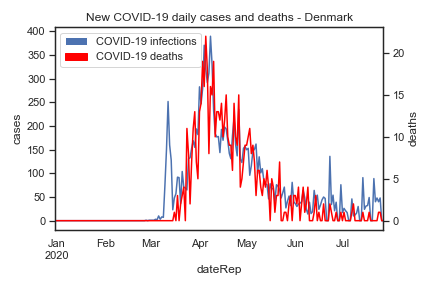 New COVID-19 daily cases and deaths - Denmark
COVID-19 infections
COVID-19 deaths
400
350
300
250
200
150
100
50
0
cases
20
15
10
5
0
deaths
Jan Feb Mar Apr May Jun Jul
2020
dateRep